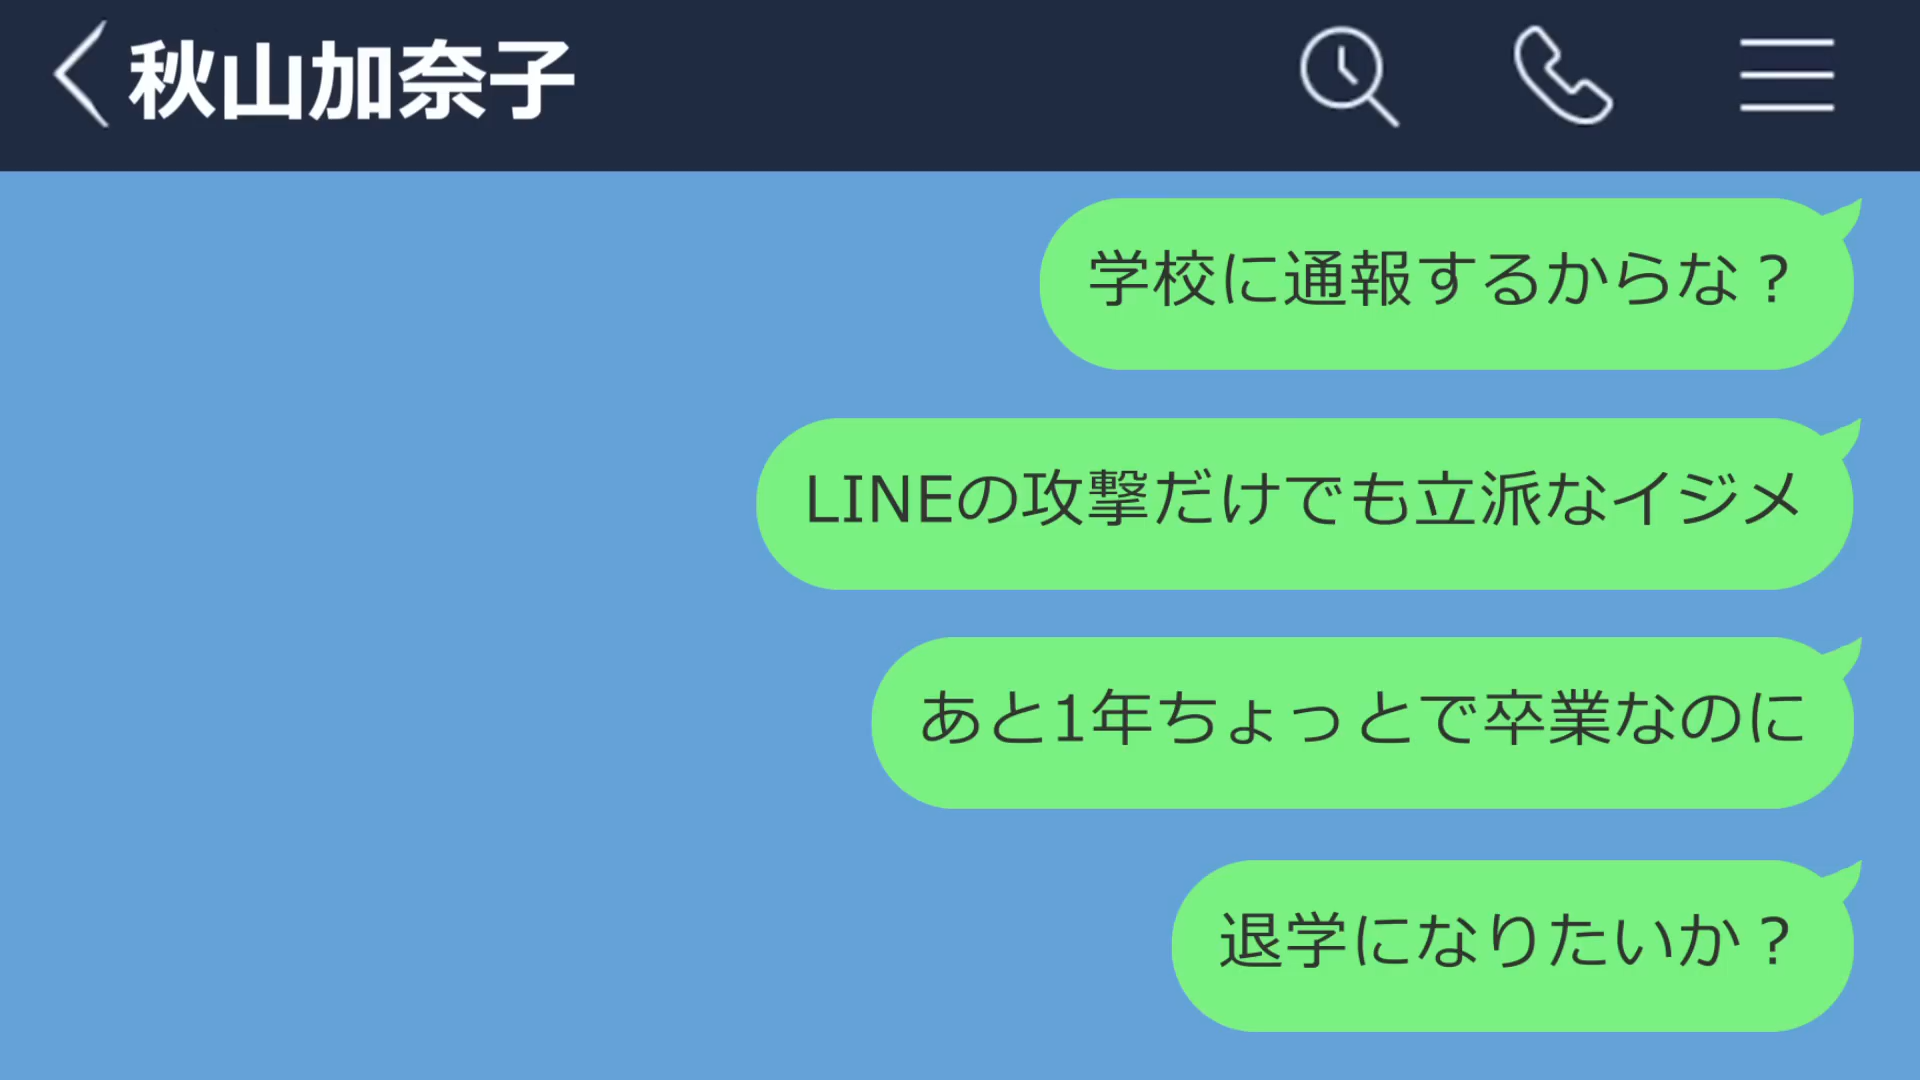 秋山加奈子
学校に通報するからな？
LINEの攻撃だけでも立派なイジメ
あと1年ちょっとで卒業なのに
退学になりたいか？